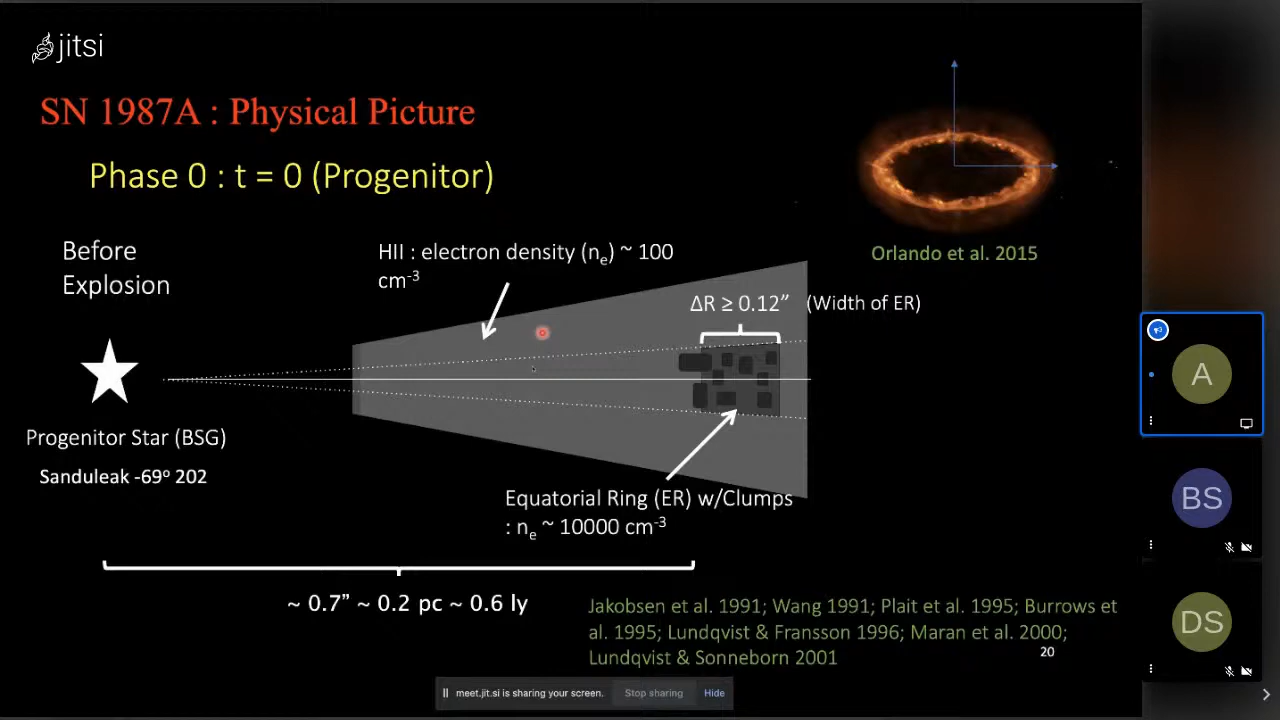 jitsi
SN 1987A : Physical Picture
Phase 0 : t = 0 (Progenitor)
Before
Explosion
HII : electron density (nₑ) ~ 100
cm⁻³
Orlando et al. 2015
ΔR ≥ 0.12” (Width of ER)
Progenitor Star (BSG)
Sanduleak -69º 202
Equatorial Ring (ER) w/Clumps
: nₑ ~ 10000 cm⁻³
~ 0.7” ~ 0.2 pc ~ 0.6 ly
Jakobsen et al. 1991; Wang 1991; Plait et al. 1995; Burrows et
al. 1995; Lundqvist & Fransson 1996; Maran et al. 2000;
Lundqvist & Sonneborn 2001
20
meet.jit.si is sharing your screen. Stop sharing Hide
A
BS
DS